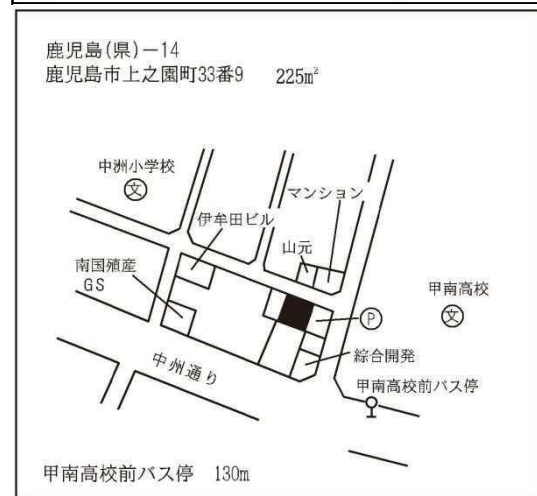 鹿児島(県)－14
鹿児島市上之園町33番9　225m²
中洲小学校
文
マンション
伊牟田ビル
山元
南国殖産
GS
甲南高校
文
P
綜合開発
中州通り
甲南高校前バス停
甲南高校前バス停　130m